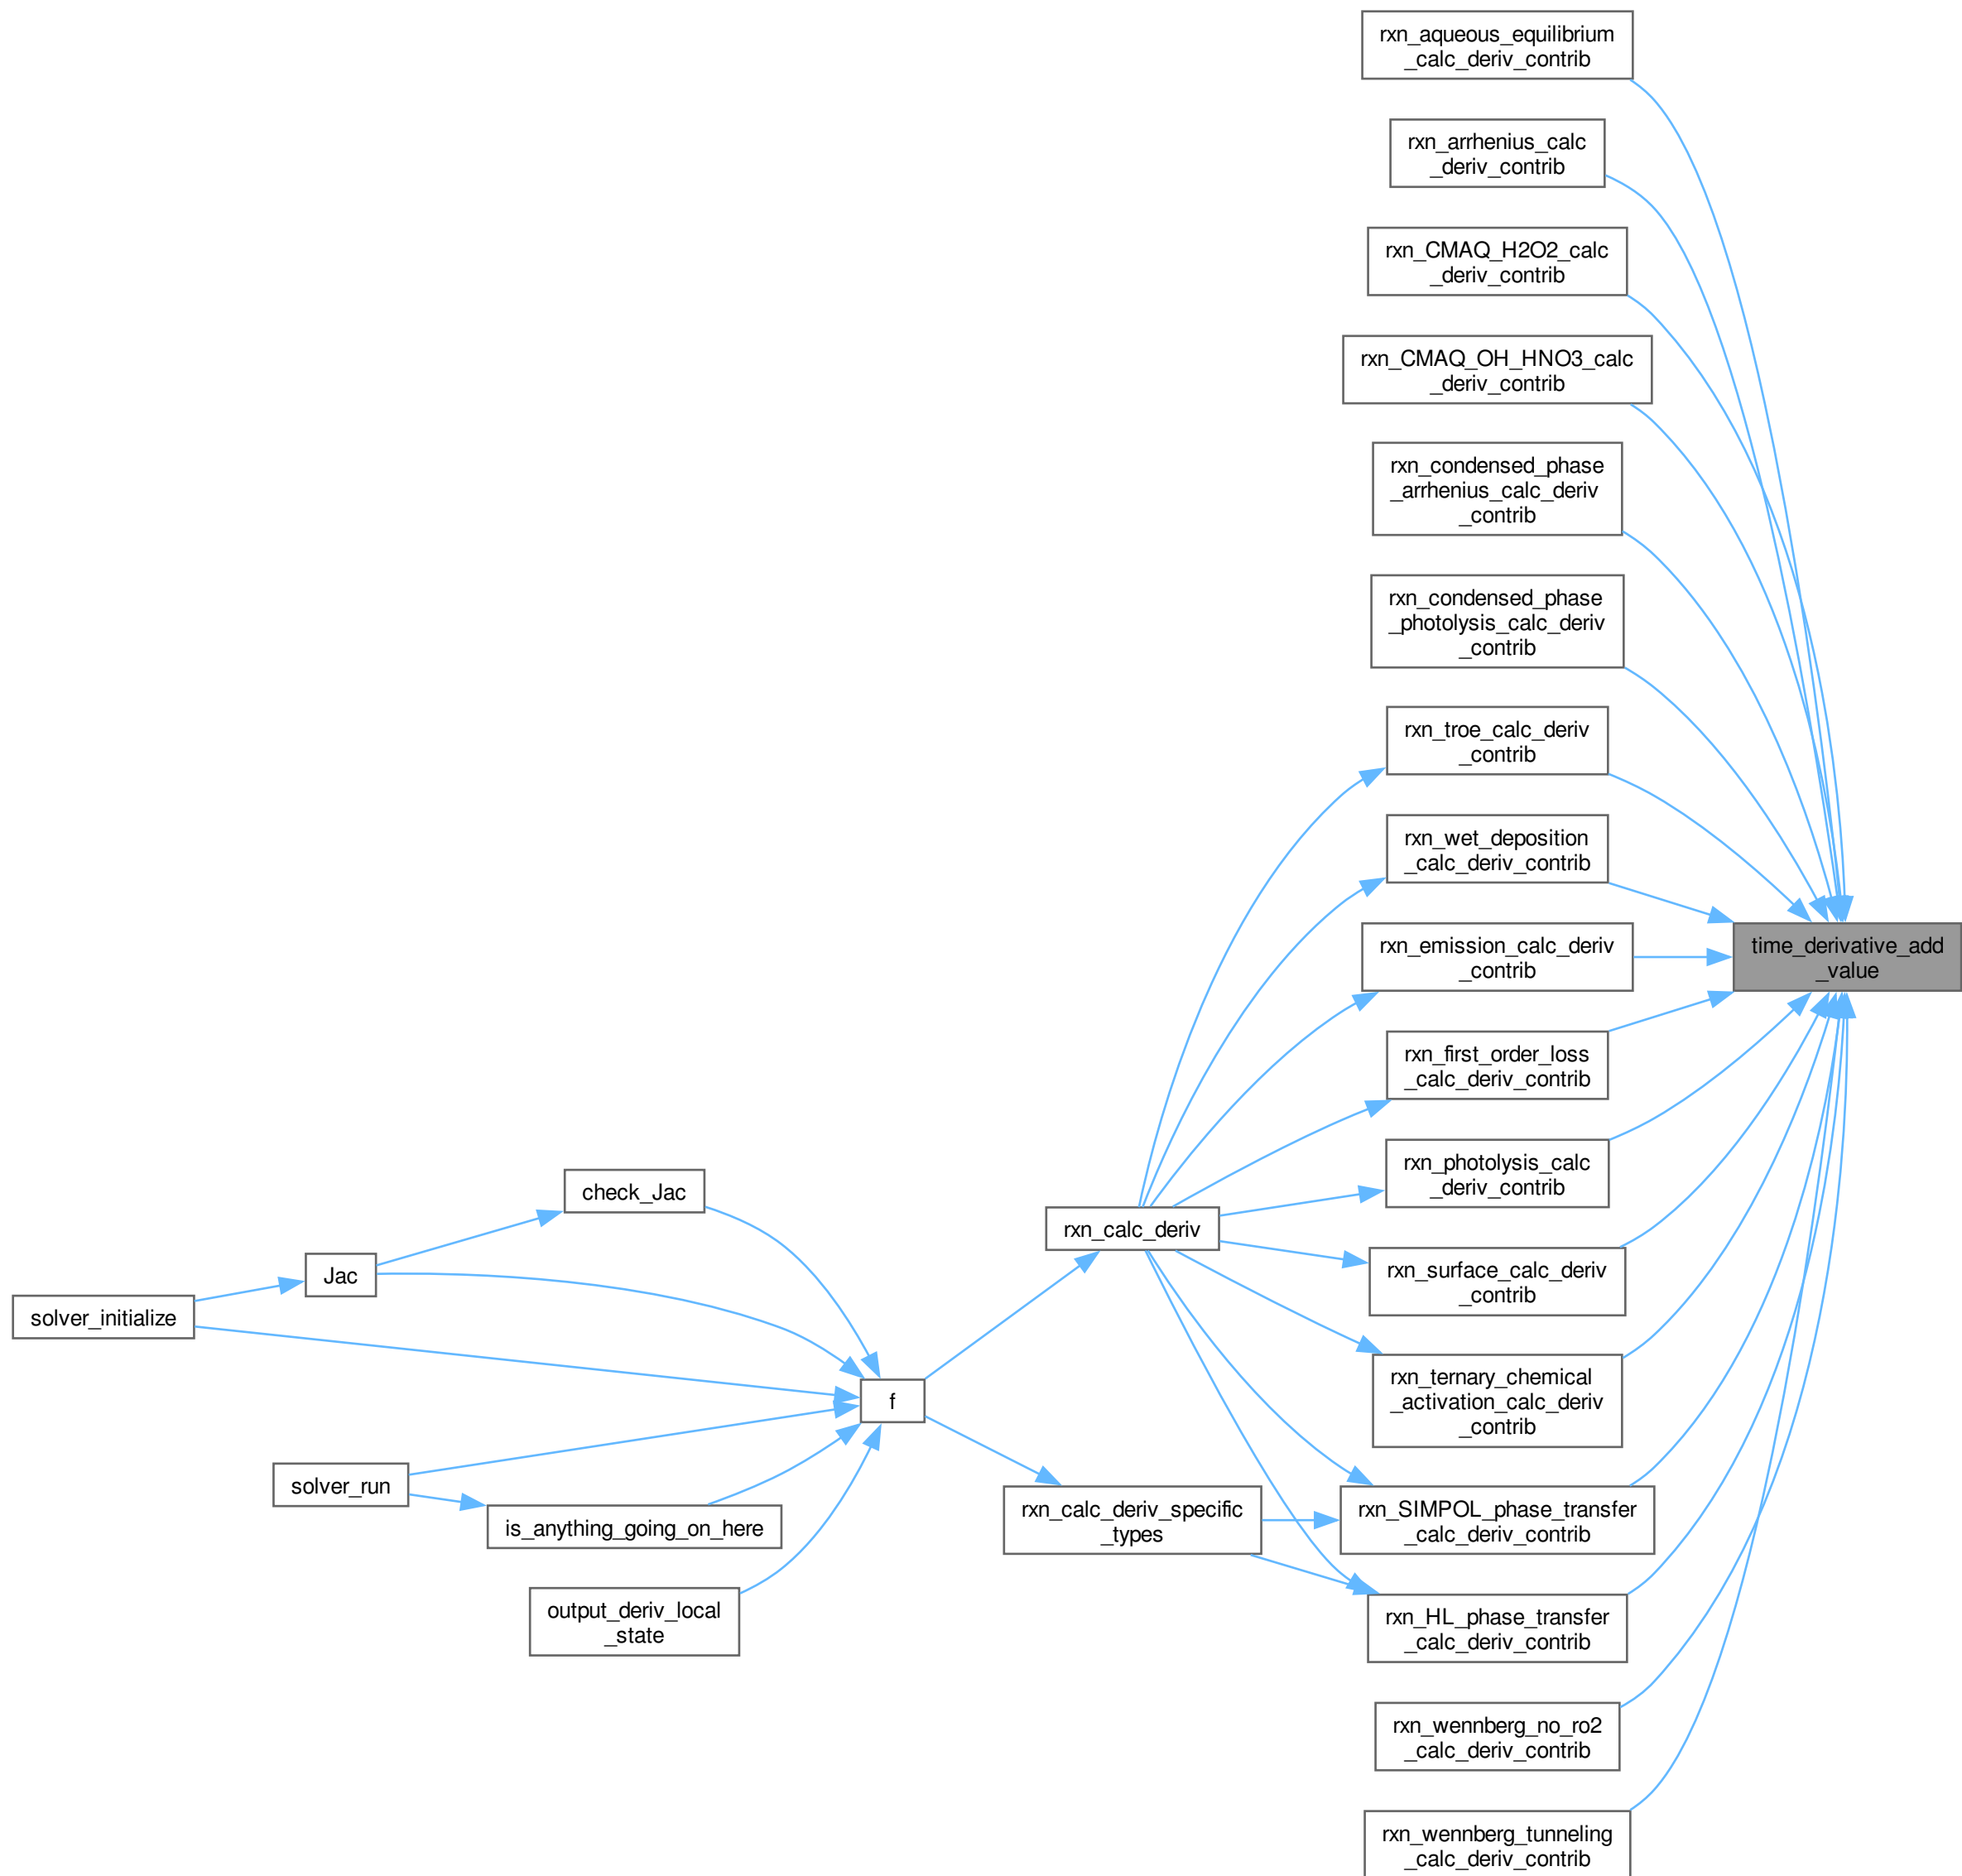 rxn_aqueous_equilibrium
_calc_deriv_contrib
rxn_arrhenius_calc
_deriv_contrib
rxn_CMAQ_H2O2_calc
_deriv_contrib
rxn_CMAQ_OH_HNO3_calc
_deriv_contrib
rxn_condensed_phase
_arrhenius_calc_deriv
_contrib
rxn_condensed_phase
_photolysis_calc_deriv
_contrib
rxn_troe_calc_deriv
_contrib
rxn_wet_deposition
_calc_deriv_contrib
rxn_emission_calc_deriv
_contrib
time_derivative_add
_value
rxn_first_order_loss
_calc_deriv_contrib
rxn_photolysis_calc
_deriv_contrib
check_Jac
rxn_calc_deriv
Jac
rxn_surface_calc_deriv
_contrib
solver_initialize
rxn_ternary_chemical
_activation_calc_deriv
_contrib
f
solver_run
is_anything_going_on_here
rxn_calc_deriv_specific
_types
rxn_SIMPOL_phase_transfer
_calc_deriv_contrib
output_deriv_local
_state
rxn_HL_phase_transfer
_calc_deriv_contrib
rxn_wennberg_no_ro2
_calc_deriv_contrib
rxn_wennberg_tunneling
_calc_deriv_contrib